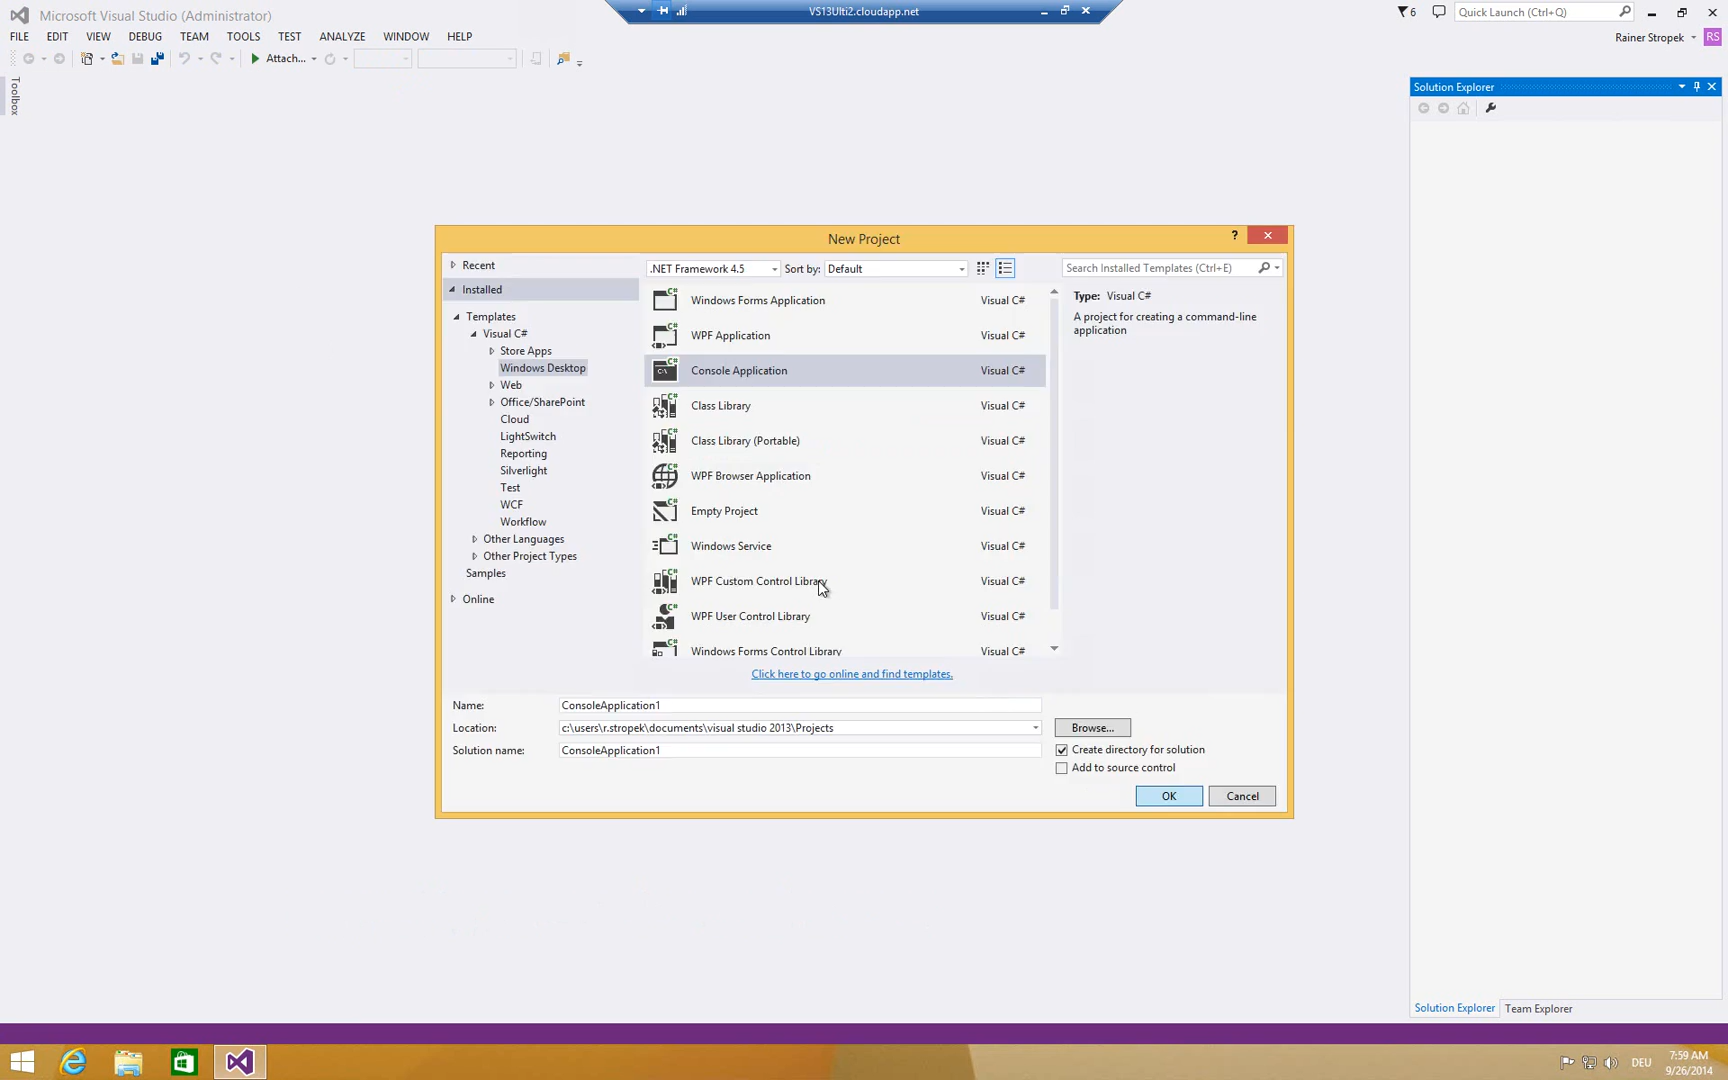 Microsoft Visual Studio (Administrator)
VS13Ulti2.cloudapp.net
6
Quick Launch (Ctrl+Q)
FILE EDIT VIEW DEBUG TEAM TOOLS TEST ANALYZE WINDOW HELP
Rainer Stropek RS
Attach...
Toolbox
Solution Explorer
New Project
?
Recent
.NET Framework 4.5 Sort by: Default
Search Installed Templates (Ctrl+E)
Installed
Templates
Visual C#
Store Apps
Windows Desktop
Web
Office/SharePoint
Cloud
LightSwitch
Reporting
Silverlight
Test
WCF
Workflow
Other Languages
Other Project Types
Samples
Online
Windows Forms Application Visual C#
WPF Application Visual C#
Console Application Visual C#
Class Library Visual C#
Class Library (Portable) Visual C#
WPF Browser Application Visual C#
Empty Project Visual C#
Windows Service Visual C#
WPF Custom Control Library Visual C#
WPF User Control Library Visual C#
Windows Forms Control Library Visual C#
Type: Visual C#
A project for creating a command-line
application
Click here to go online and find templates.
Name: ConsoleApplication1
Location: c:\users\r.stropek\documents\visual studio 2013\Projects
Browse...
Solution name: ConsoleApplication1
Create directory for solution
Add to source control
OK Cancel
Solution Explorer Team Explorer
DEU
7:59 AM
9/26/2014